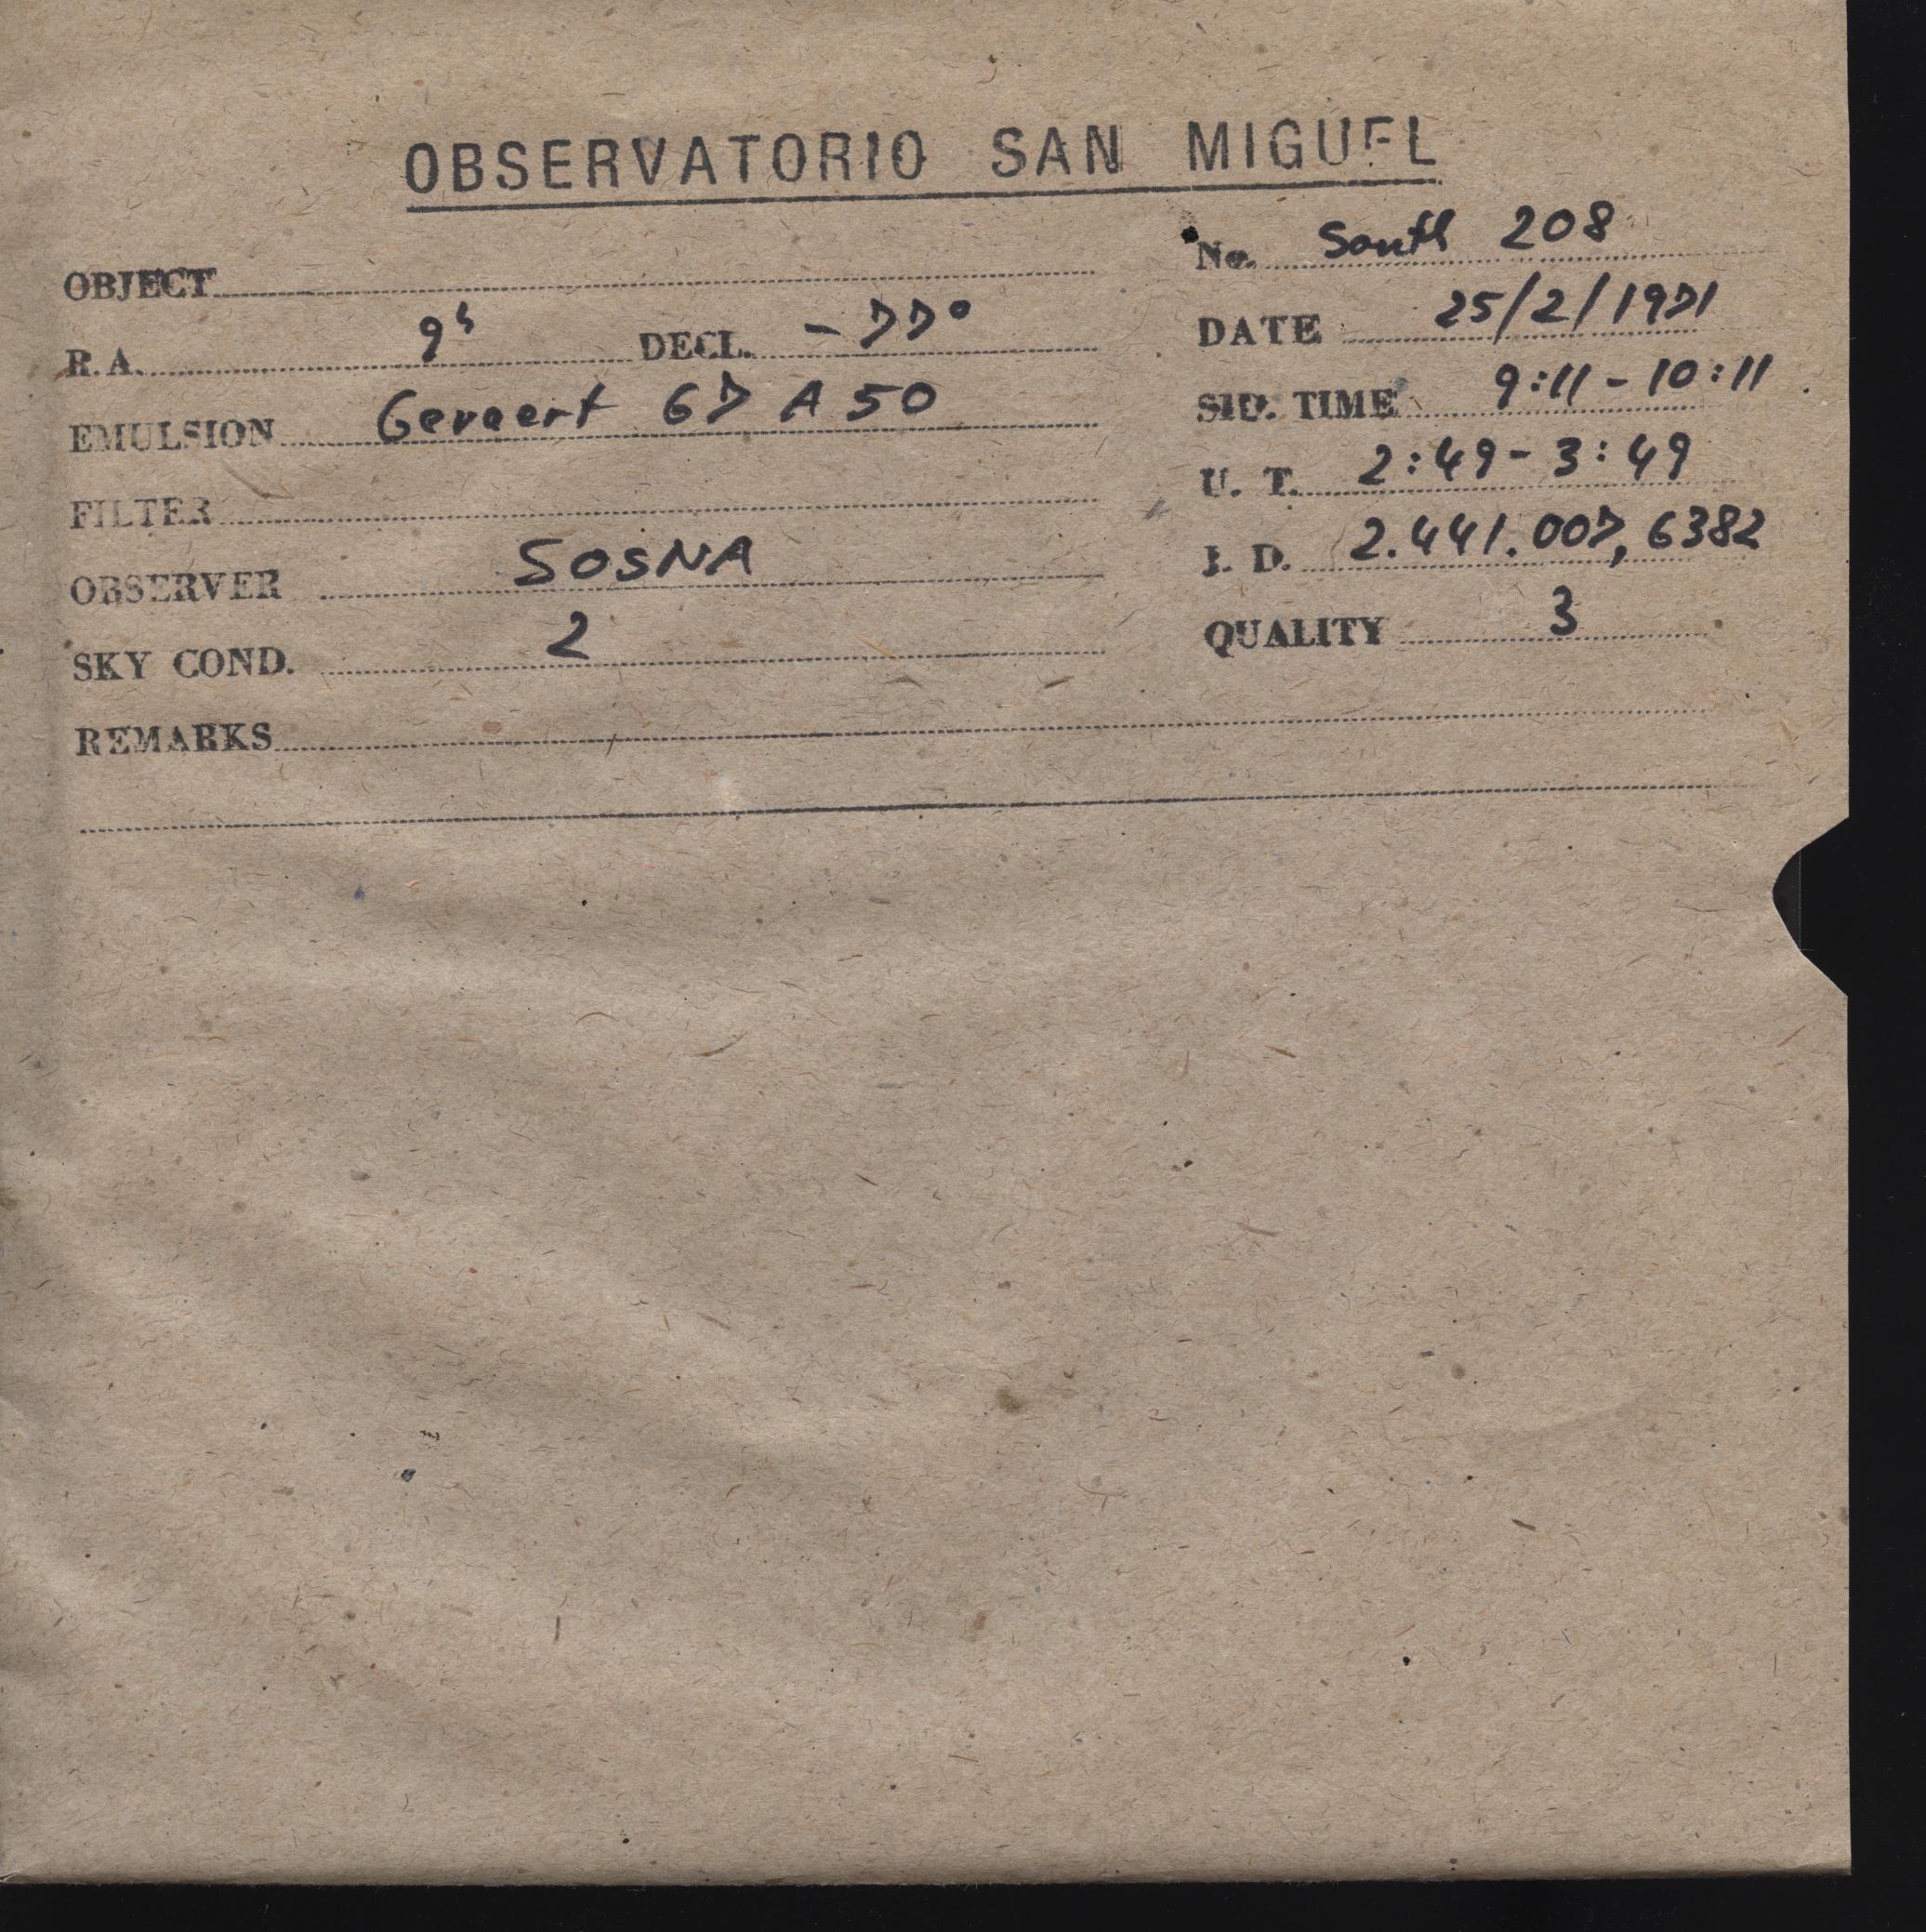 OBSERVATORIO SAN MIGUEL
OBJECT
No. South 208
R.A. 9h DECL. -77°
DATE 25/2/1971
EMULSION Gevaert 67 A 50
SID. TIME 9:11 - 10:11
FILTER
U. T. 2:49 - 3:49
OBSERVER SOSNA
J. D. 2.441.007,6382
SKY COND. 2
QUALITY 3
REMARKS